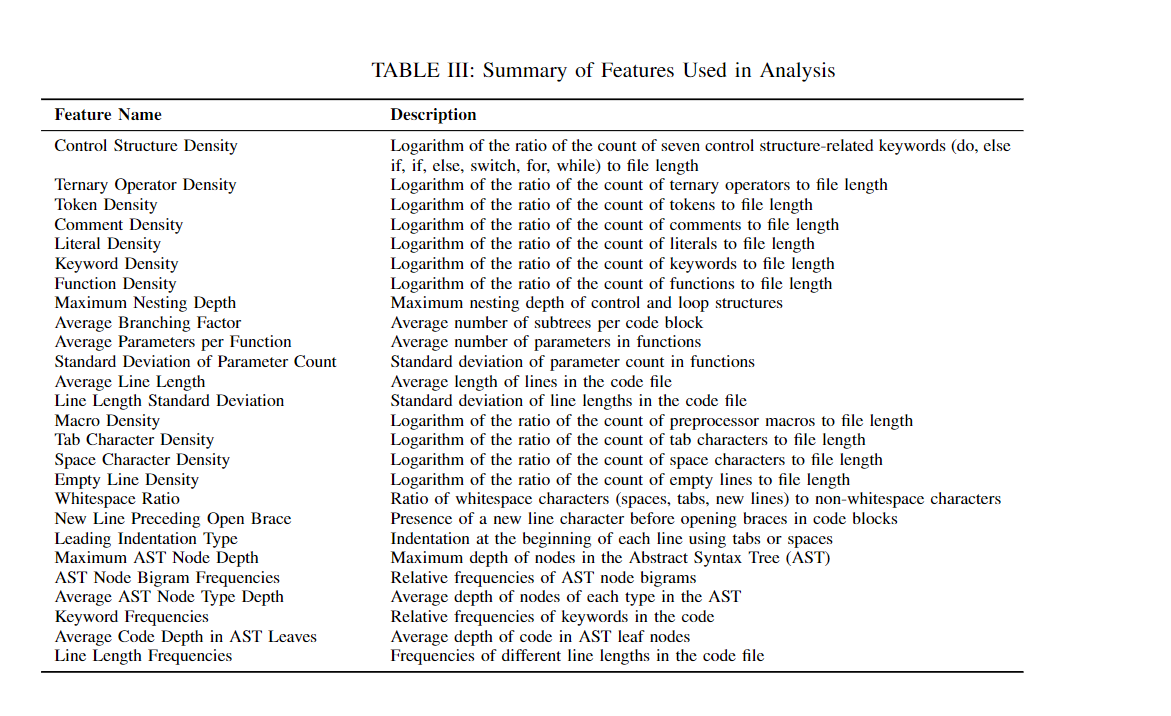 TABLE III: Summary of Features Used in Analysis
Feature Name Description
Control Structure Density Logarithm of the ratio of the count of seven control structure-related keywords (do, else
if, if, else, switch, for, while) to file length
Ternary Operator Density Logarithm of the ratio of the count of ternary operators to file length
Token Density Logarithm of the ratio of the count of tokens to file length
Comment Density Logarithm of the ratio of the count of comments to file length
Literal Density Logarithm of the ratio of the count of literals to file length
Keyword Density Logarithm of the ratio of the count of keywords to file length
Function Density Logarithm of the ratio of the count of functions to file length
Maximum Nesting Depth Maximum nesting depth of control and loop structures
Average Branching Factor Average number of subtrees per code block
Average Parameters per Function Average number of parameters in functions
Standard Deviation of Parameter Count Standard deviation of parameter count in functions
Average Line Length Average length of lines in the code file
Line Length Standard Deviation Standard deviation of line lengths in the code file
Macro Density Logarithm of the ratio of the count of preprocessor macros to file length
Tab Character Density Logarithm of the ratio of the count of tab characters to file length
Space Character Density Logarithm of the ratio of the count of space characters to file length
Empty Line Density Logarithm of the ratio of the count of empty lines to file length
Whitespace Ratio Ratio of whitespace characters (spaces, tabs, new lines) to non-whitespace characters
New Line Preceding Open Brace Presence of a new line character before opening braces in code blocks
Leading Indentation Type Indentation at the beginning of each line using tabs or spaces
Maximum AST Node Depth Maximum depth of nodes in the Abstract Syntax Tree (AST)
AST Node Bigram Frequencies Relative frequencies of AST node bigrams
Average AST Node Type Depth Average depth of nodes of each type in the AST
Keyword Frequencies Relative frequencies of keywords in the code
Average Code Depth in AST Leaves Average depth of code in AST leaf nodes
Line Length Frequencies Frequencies of different line lengths in the code file